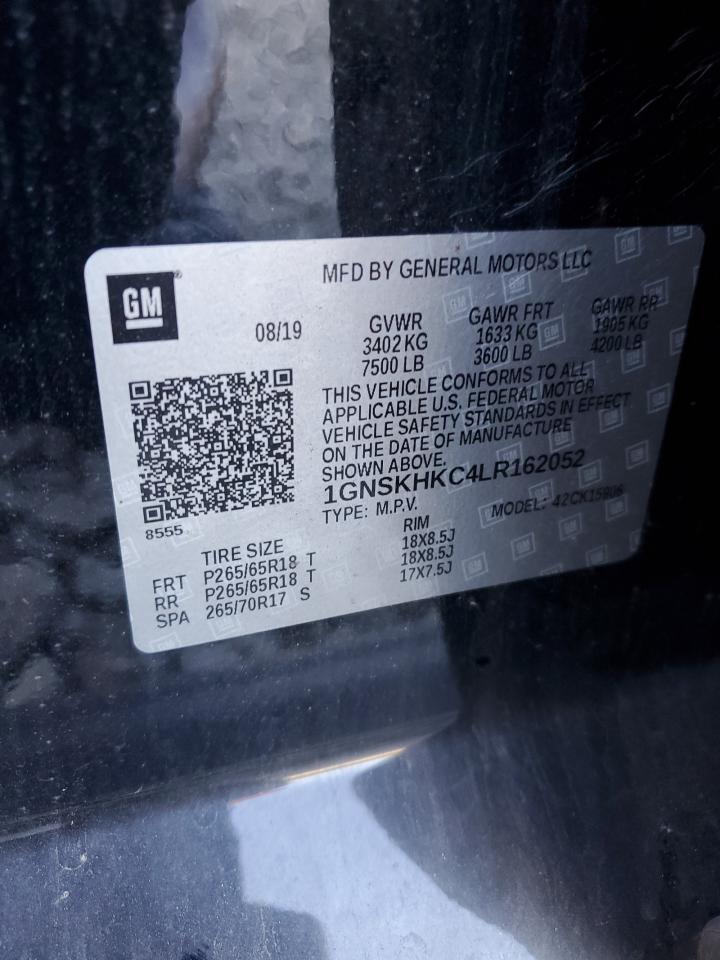 GM
MFD BY GENERAL MOTORS LLC
08/19
GVWR
3402 KG
7500 LB
GAWR FRT
1633 KG
3600 LB
GAWR RR
1905 KG
4200 LB
THIS VEHICLE CONFORMS TO ALL
APPLICABLE U.S. FEDERAL MOTOR
VEHICLE SAFETY STANDARDS IN EFFECT
ON THE DATE OF MANUFACTURE
SHOWN ABOVE.
1GNSKHKC4LR162052
TYPE: M.P.V.
MODEL: 42CK15906
8555
TIRE SIZE RIM
FRT P265/65R18 T 18X8.5J
RR P265/65R18 T 18X8.5J
SPA 265/70R17 S 17X7.5J